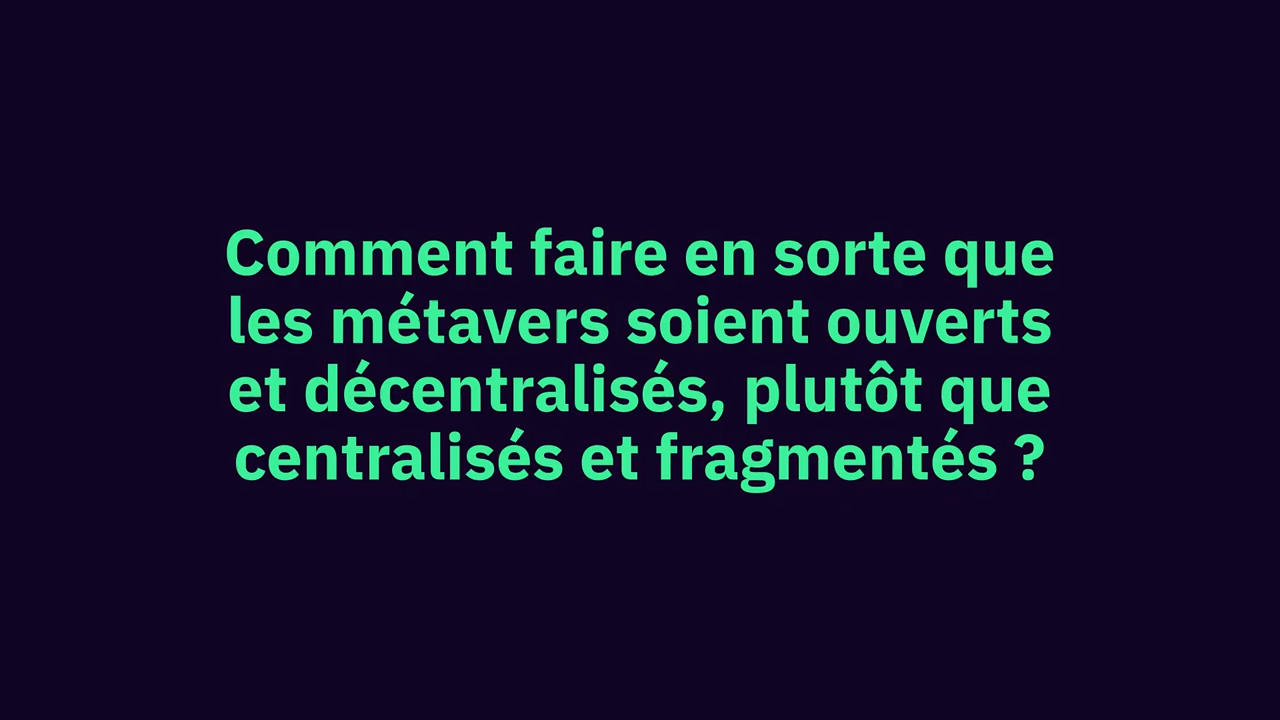 Comment faire en sorte que
les métavers soient ouverts
et décentralisés, plutôt que
centralisés et fragmentés ?